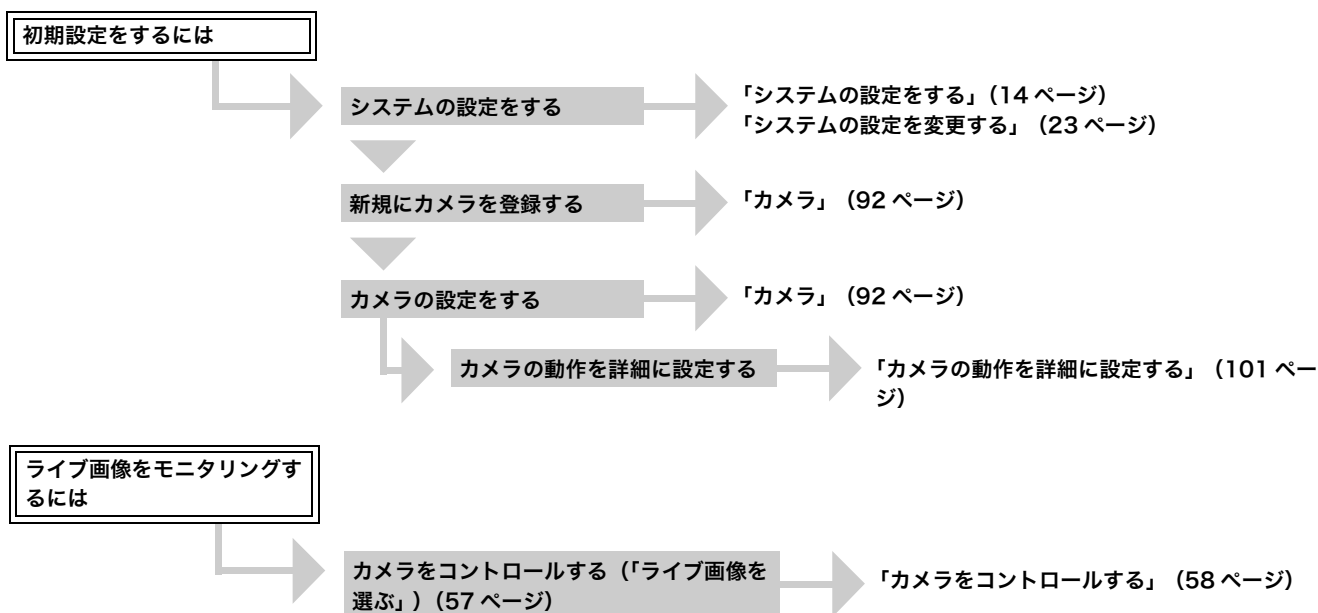 初期設定をするには
システムの設定をする
「システムの設定をする」（14 ページ）
「システムの設定を変更する」（23 ページ）
新規にカメラを登録する
「カメラ」（92 ページ）
カメラの設定をする
「カメラ」（92 ページ）
カメラの動作を詳細に設定する
「カメラの動作を詳細に設定する」（101 ペー
ジ）
ライブ画像をモニタリングす
るには
カメラをコントロールする（「ライブ画像を
選ぶ」）（57 ページ）
「カメラをコントロールする」（58 ページ）